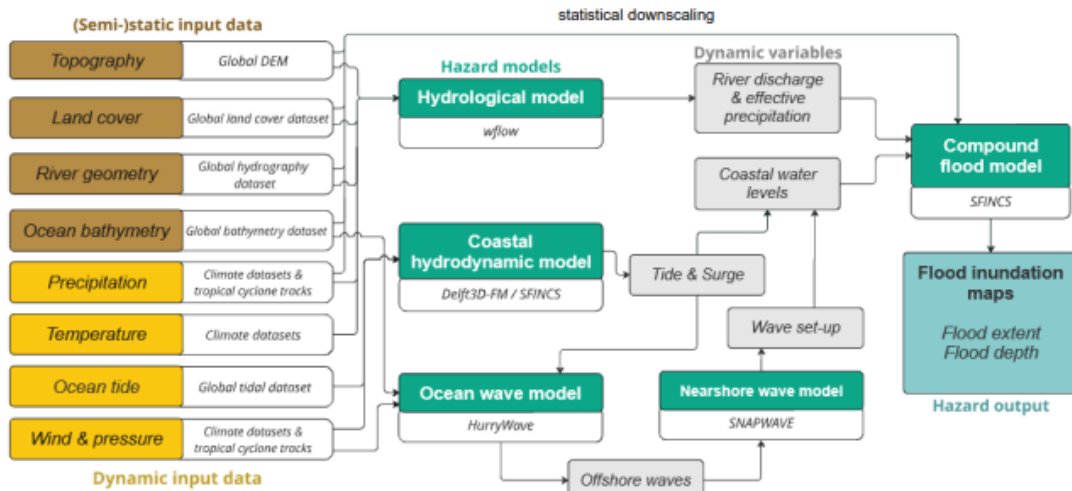 statistical downscaling
(Semi-)static input data
Topography
Global DEM
Land cover
Global land cover dataset
River geometry
Global hydrography
dataset
Ocean bathymetry
Global bathymetry dataset
Precipitation
Climate datasets &
tropical cyclone tracks
Temperature
Climate datasets
Ocean tide
Global tidal dataset
Wind & pressure
Climate datasets &
tropical cyclone tracks
Dynamic input data
Hazard models
Hydrological model
wflow
Coastal
hydrodynamic model
Delft3D-FM / SFINCS
Ocean wave model
HurryWave
Dynamic variables
River discharge
& effective
precipitation
Coastal water
levels
Tide & Surge
Wave set-up
Nearshore wave model
SNAPWAVE
Offshore waves
Compound
flood model
SFINCS
Flood inundation
maps
Flood extent
Flood depth
Hazard output